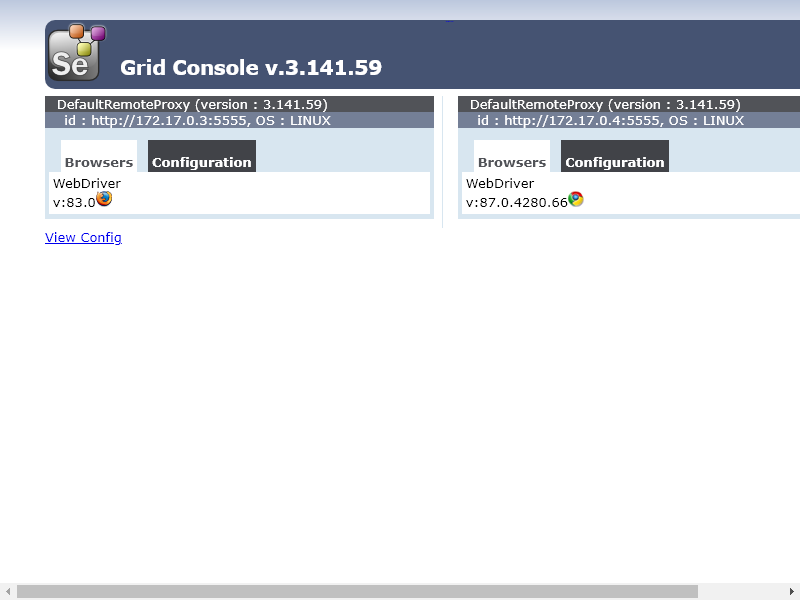 Se
Grid Console v.3.141.59
DefaultRemoteProxy (version : 3.141.59)
id : http://172.17.0.3:5555, OS : LINUX
Browsers
Configuration
WebDriver
v:83.0
View Config
DefaultRemoteProxy (version : 3.141.59)
id : http://172.17.0.4:5555, OS : LINUX
Browsers
Configuration
WebDriver
v:87.0.4280.66